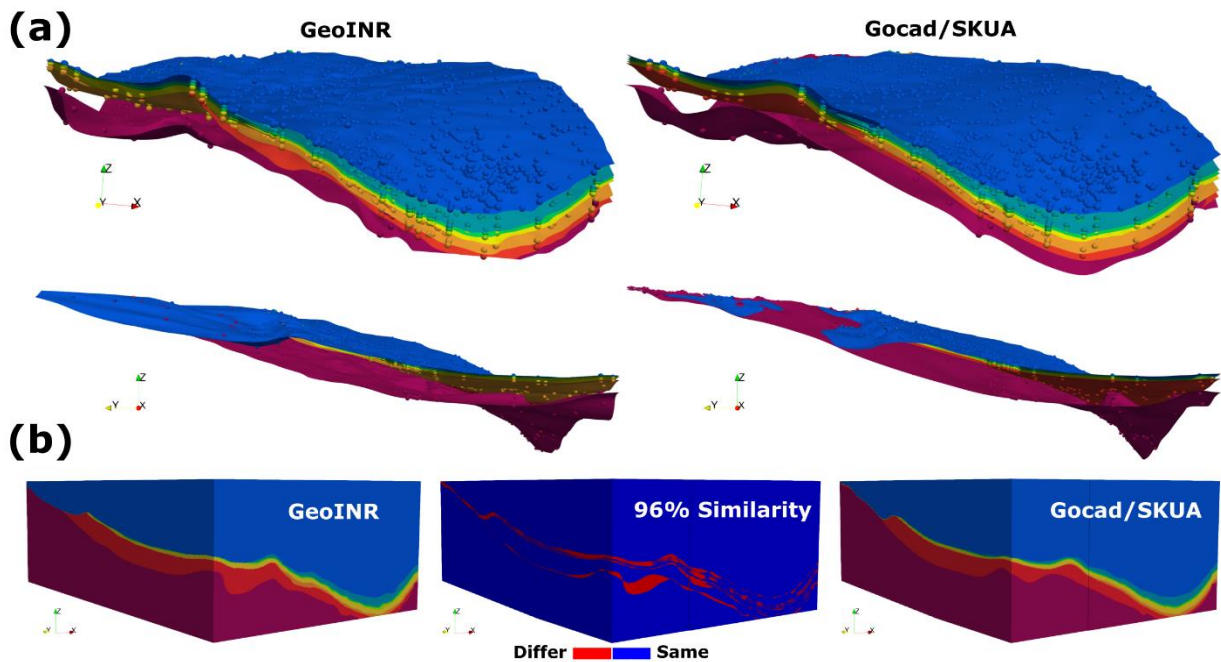 (a)
GeoINR
Gocad/SKUA
Z
Y
X
Z
Y
X
Z
Y
X
Z
Y
X
(b)
GeoINR
96% Similarity
Gocad/SKUA
Z
Y
X
Z
Y
X
Z
Y
X
Differ
Same